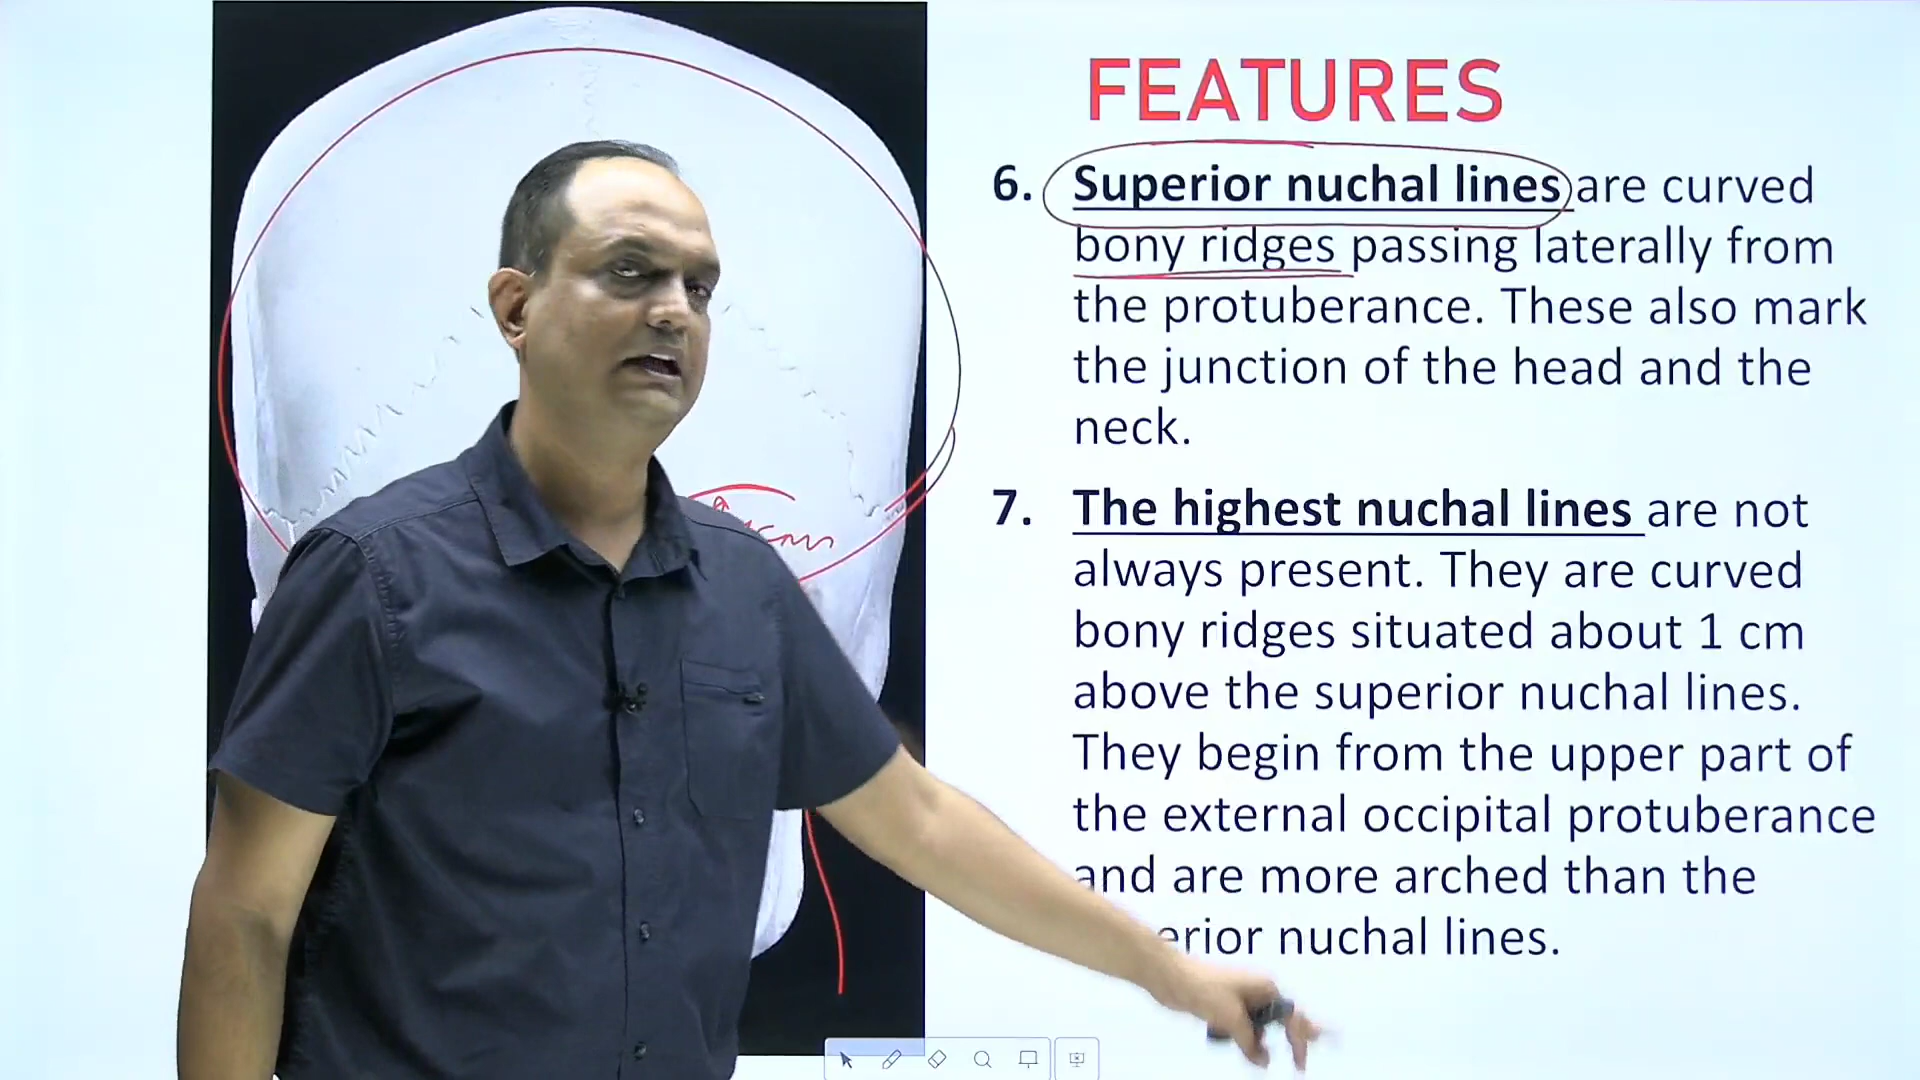 FEATURES
6. Superior nuchal lines are curved
bony ridges passing laterally from
the protuberance. These also mark
the junction of the head and the
neck.
7. The highest nuchal lines are not
always present. They are curved
bony ridges situated about 1 cm
above the superior nuchal lines.
They begin from the upper part of
the external occipital protuberance
and are more arched than the
erior nuchal lines.